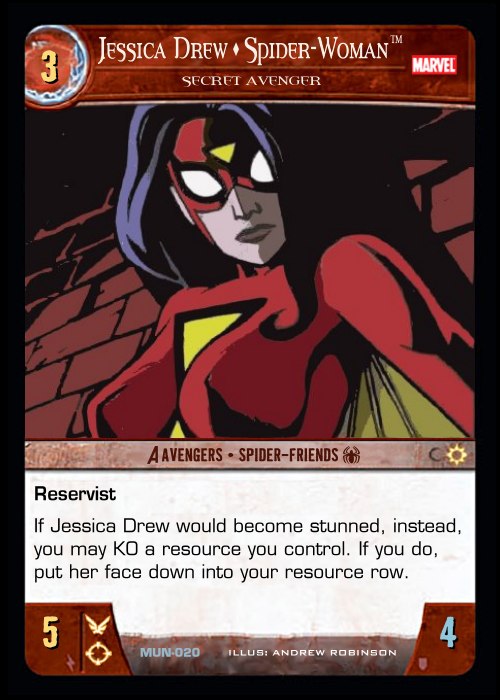 3
JESSICA DREW ♦ SPIDER-WOMAN™
SECRET AVENGER
MARVEL
A AVENGERS • SPIDER-FRIENDS
C
Reservist
If Jessica Drew would become stunned, instead,
you may KO a resource you control. If you do,
put her face down into your resource row.
5
4
MUN-020 ILLUS: ANDREW ROBINSON